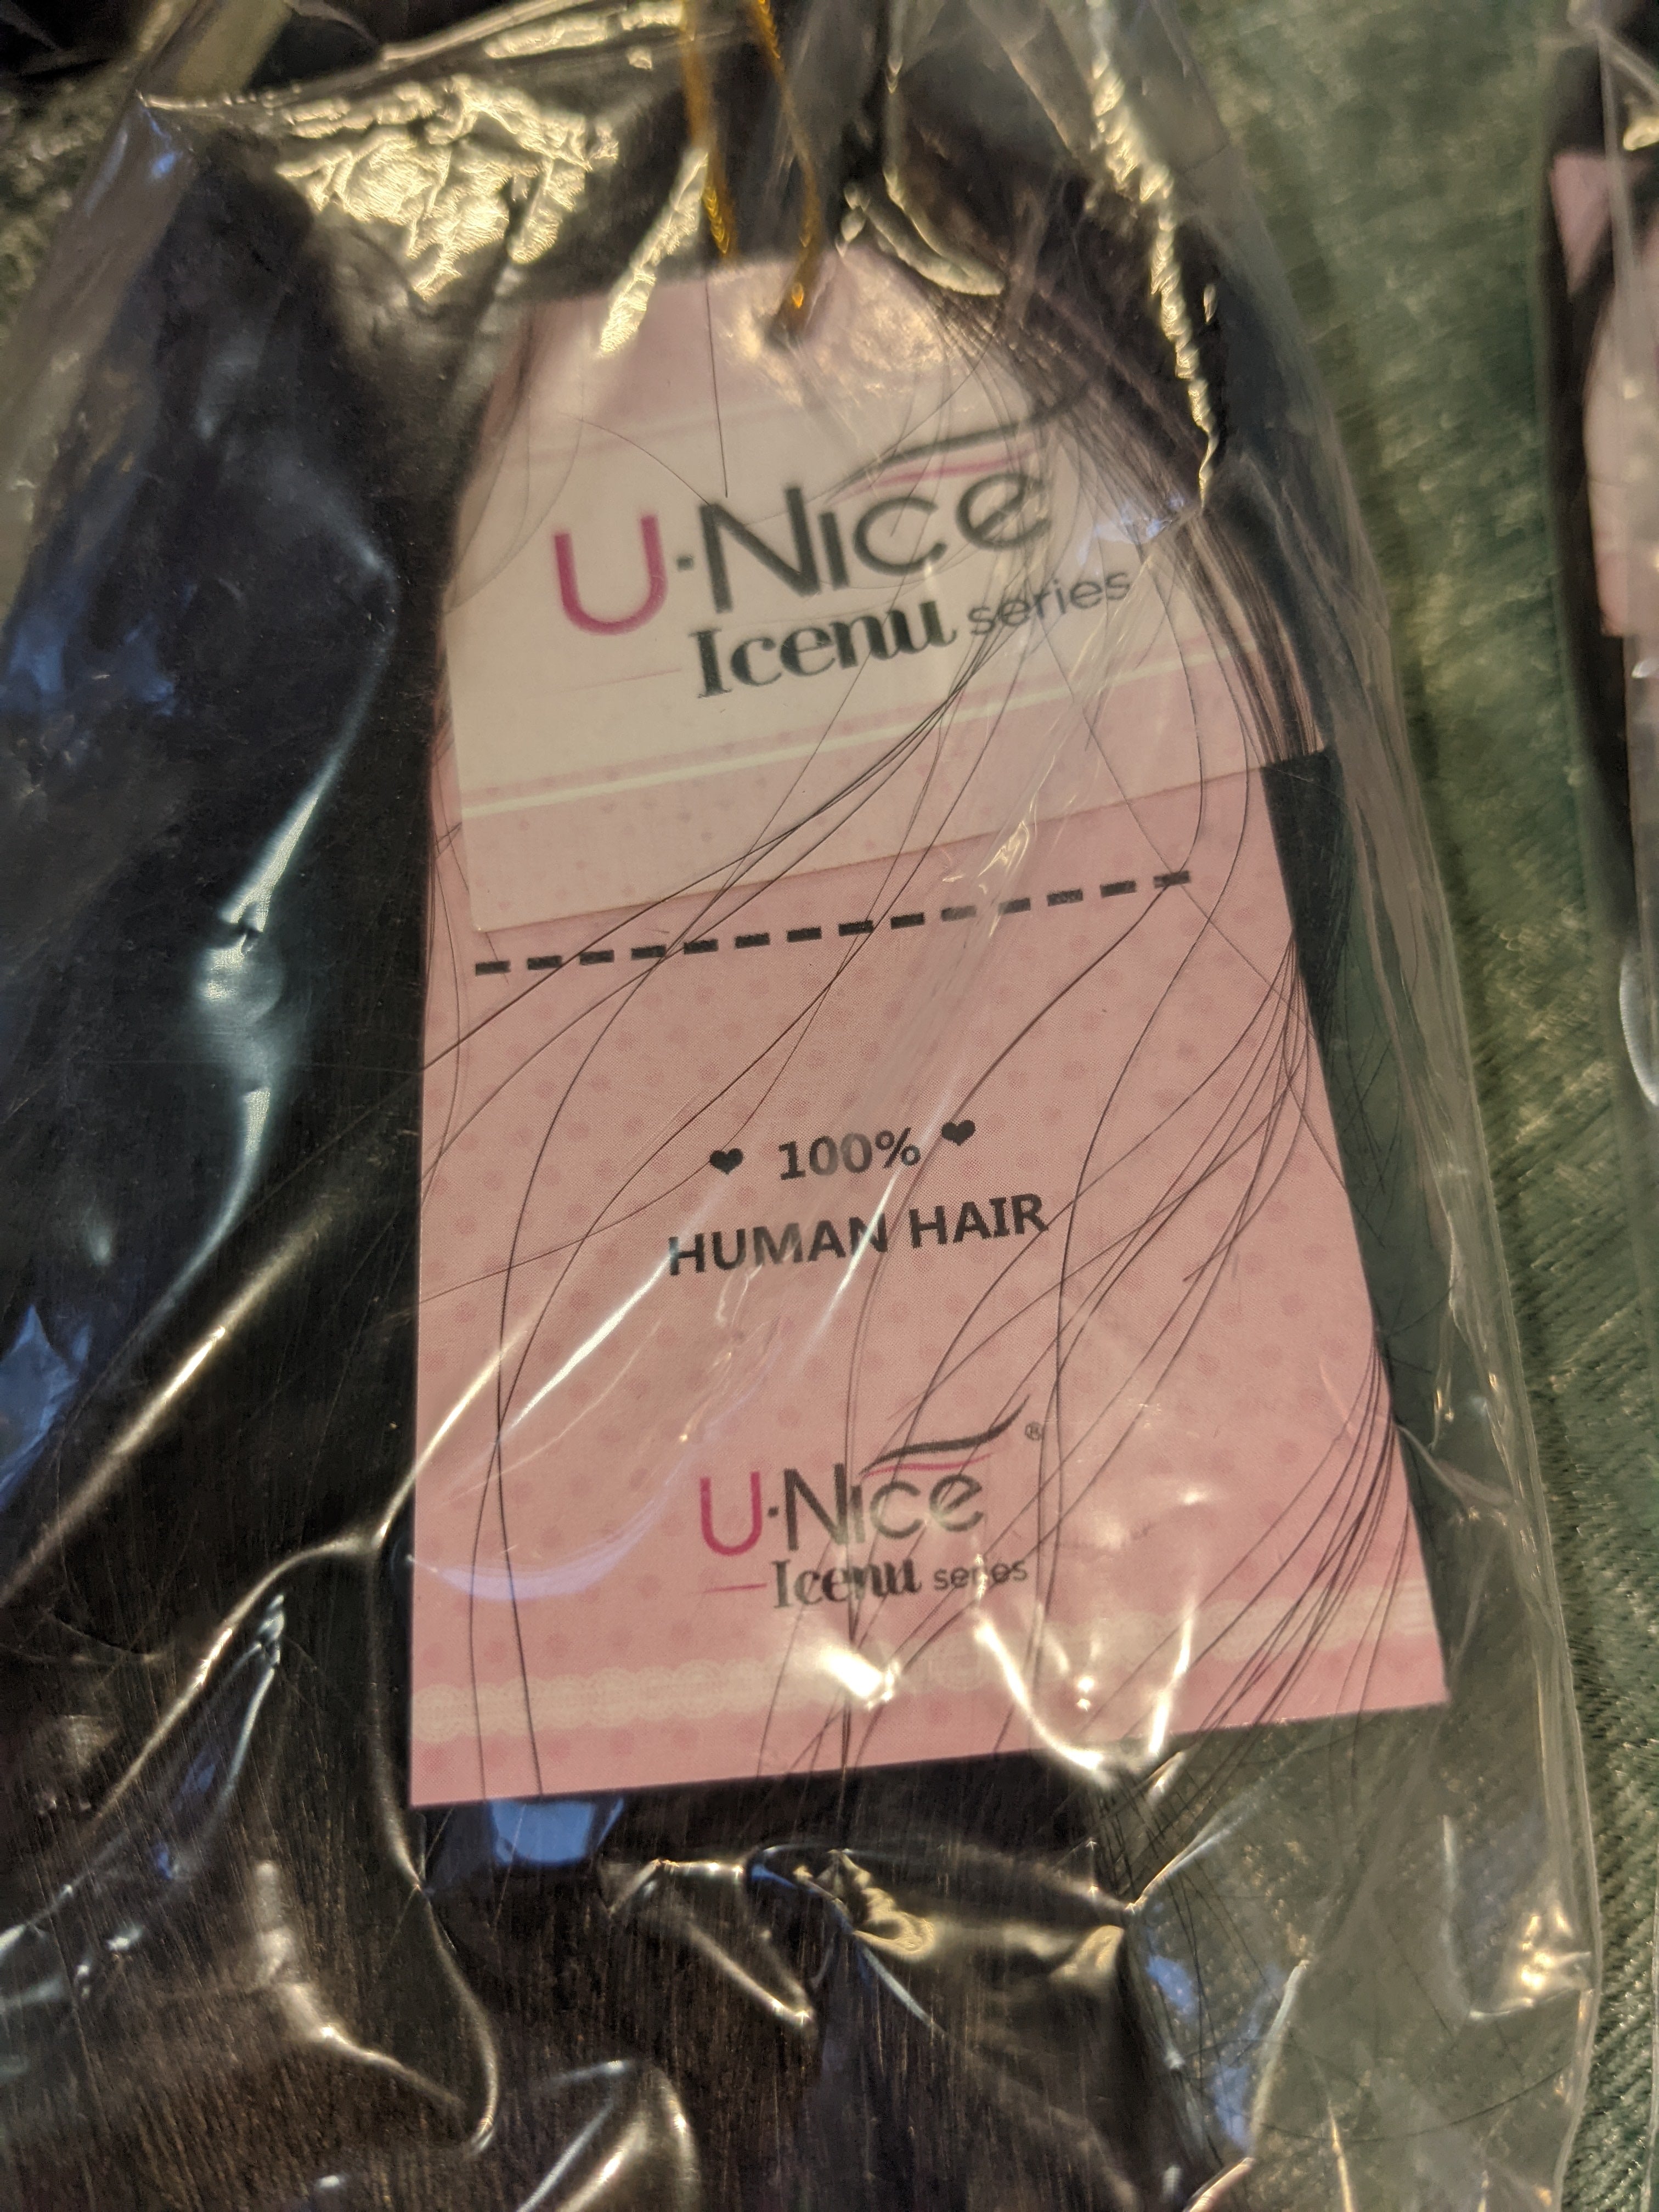 U·Nice
Icenu series
❤ 100% ❤
HUMAN HAIR
U·Nice®
Icenu series